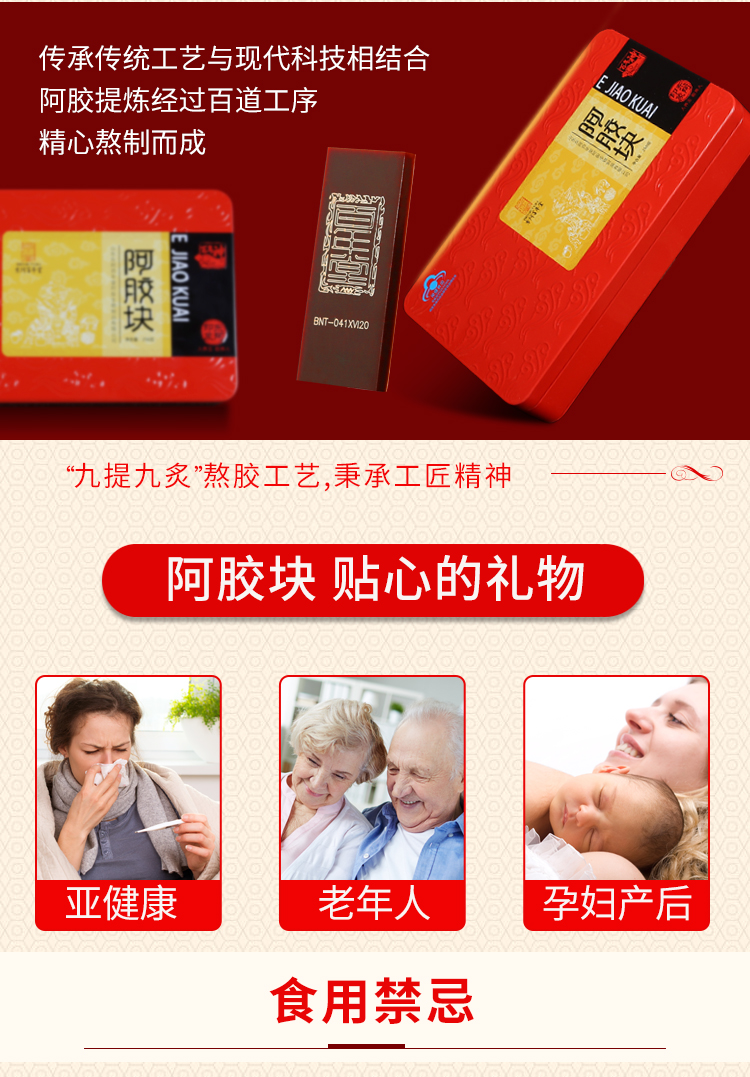 传承传统工艺与现代科技相结合
阿胶提炼经过百道工序
精心熬制而成
E JIAO KUAI
阿胶块
E JIAO KUAI
阿胶块
百年堂
BNT-041XVI20
“九提九炙”熬胶工艺,秉承工匠精神
阿胶块 贴心的礼物
亚健康
老年人
孕妇产后
食用禁忌